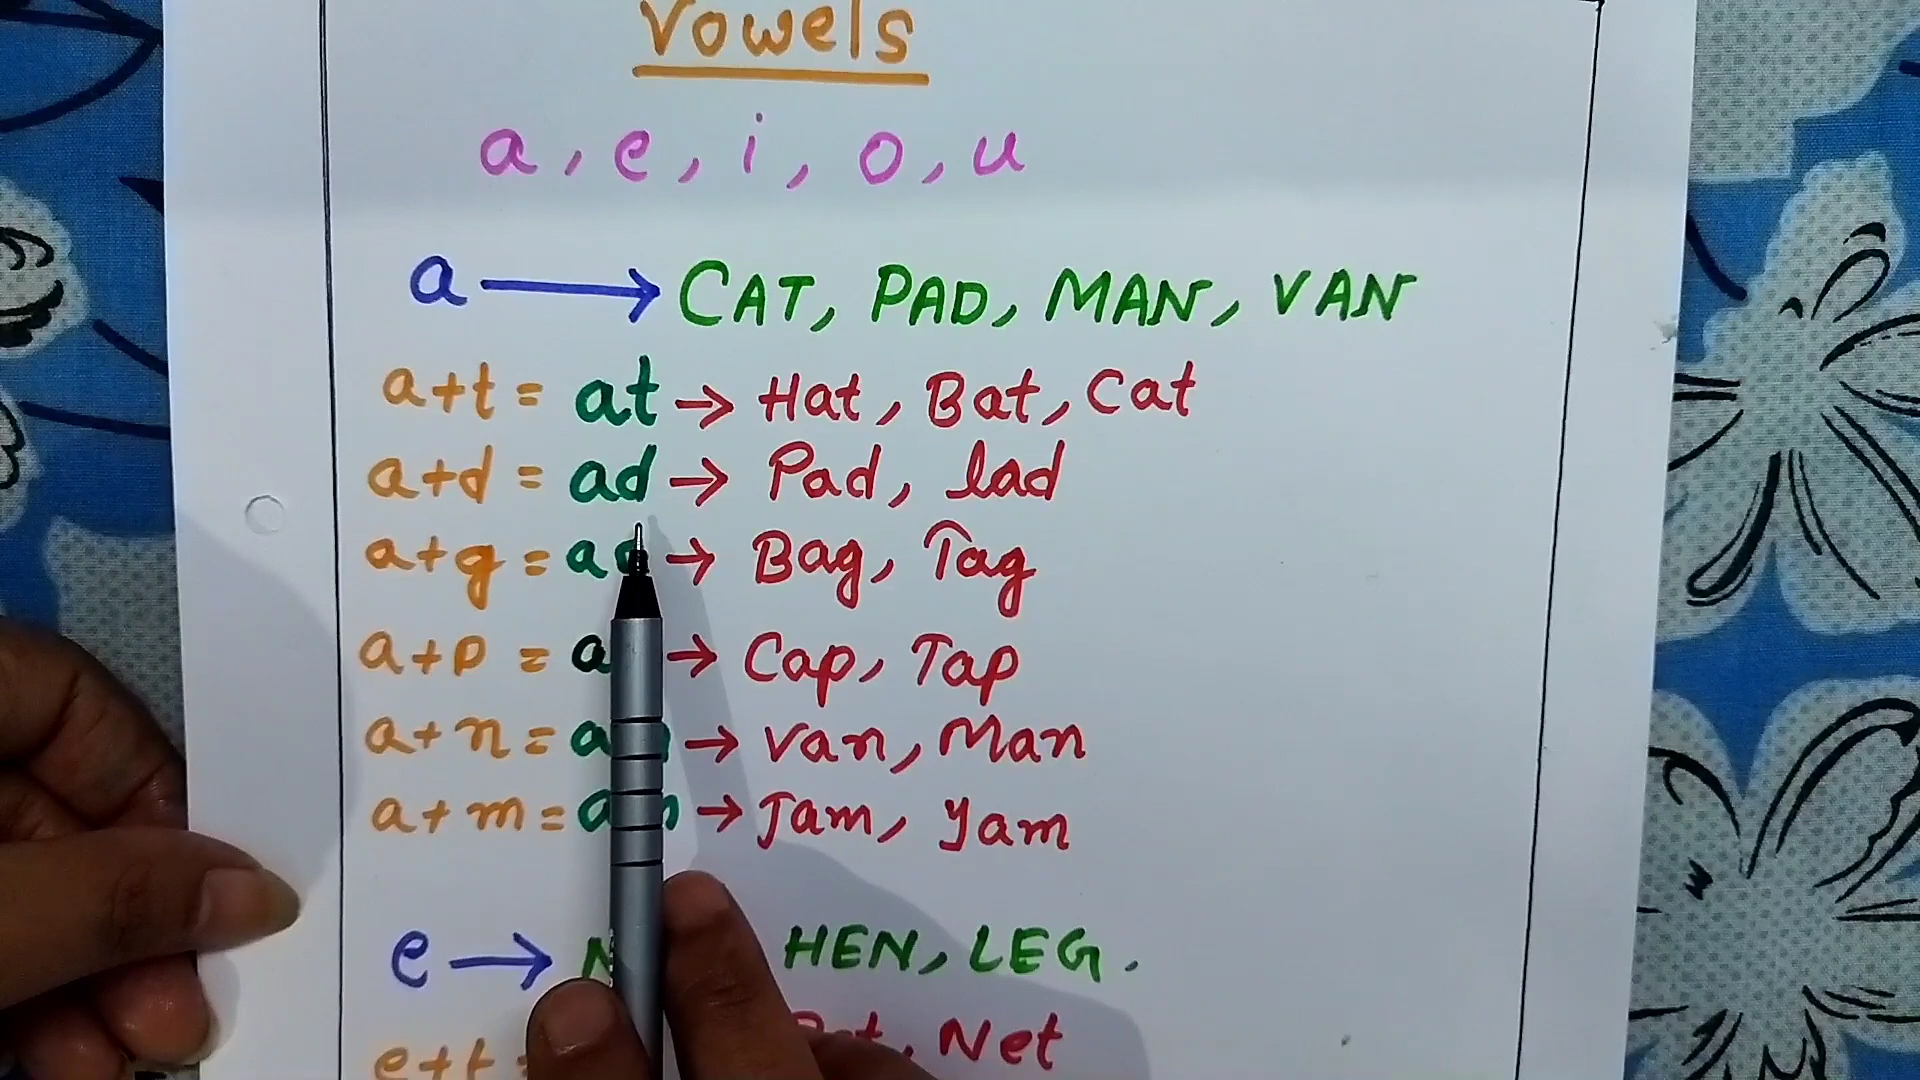 Vowels
a, e, i, o, u
a → CAT, PAD, MAN, VAN
a+t = at → Hat, Bat, Cat
a+d = ad → Pad, lad
a+g = → Bag, Tag
a+p = → Cap, Tap
a+n = → Van, Man
a+m = → Jam, Yam
e → HEN, LEG.
e+t Net